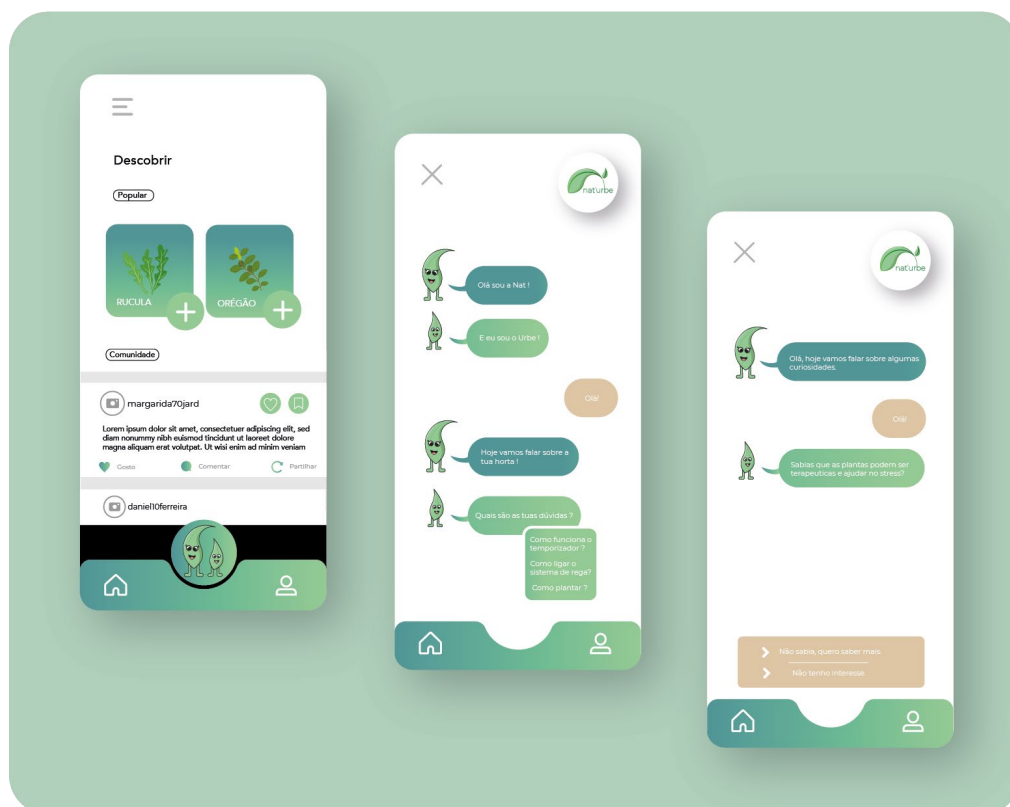 Descobrir
Popular
RUCULA
ORÉGÃO
Comunidade
margarida70jard
Lorem ipsum dolor sit amet, consectetuer adipiscing elit, sed
diam nonummy nibh euismod tincidunt ut laoreet dolore
magna aliquam erat volutpat. Ut wisi enim ad minim veniam
Gosto
Comentar
Partilhar
daniel10ferreira
nat'urbe
Olá sou a Nat !
E eu sou o Urbe !
Olá!
Hoje vamos falar sobre a
tua horta !
Quais são as tuas dúvidas ?
Como funciona o
temporizador ?
Como ligar o
sistema de rega?
Como plantar ?
nat'urbe
Olá, hoje vamos falar sobre algumas
curiosidades.
Olá!
Sabias que as plantas podem ser
terapeuticas e ajudar no stress?
Não sabia, quero saber mais.
Não tenho interesse